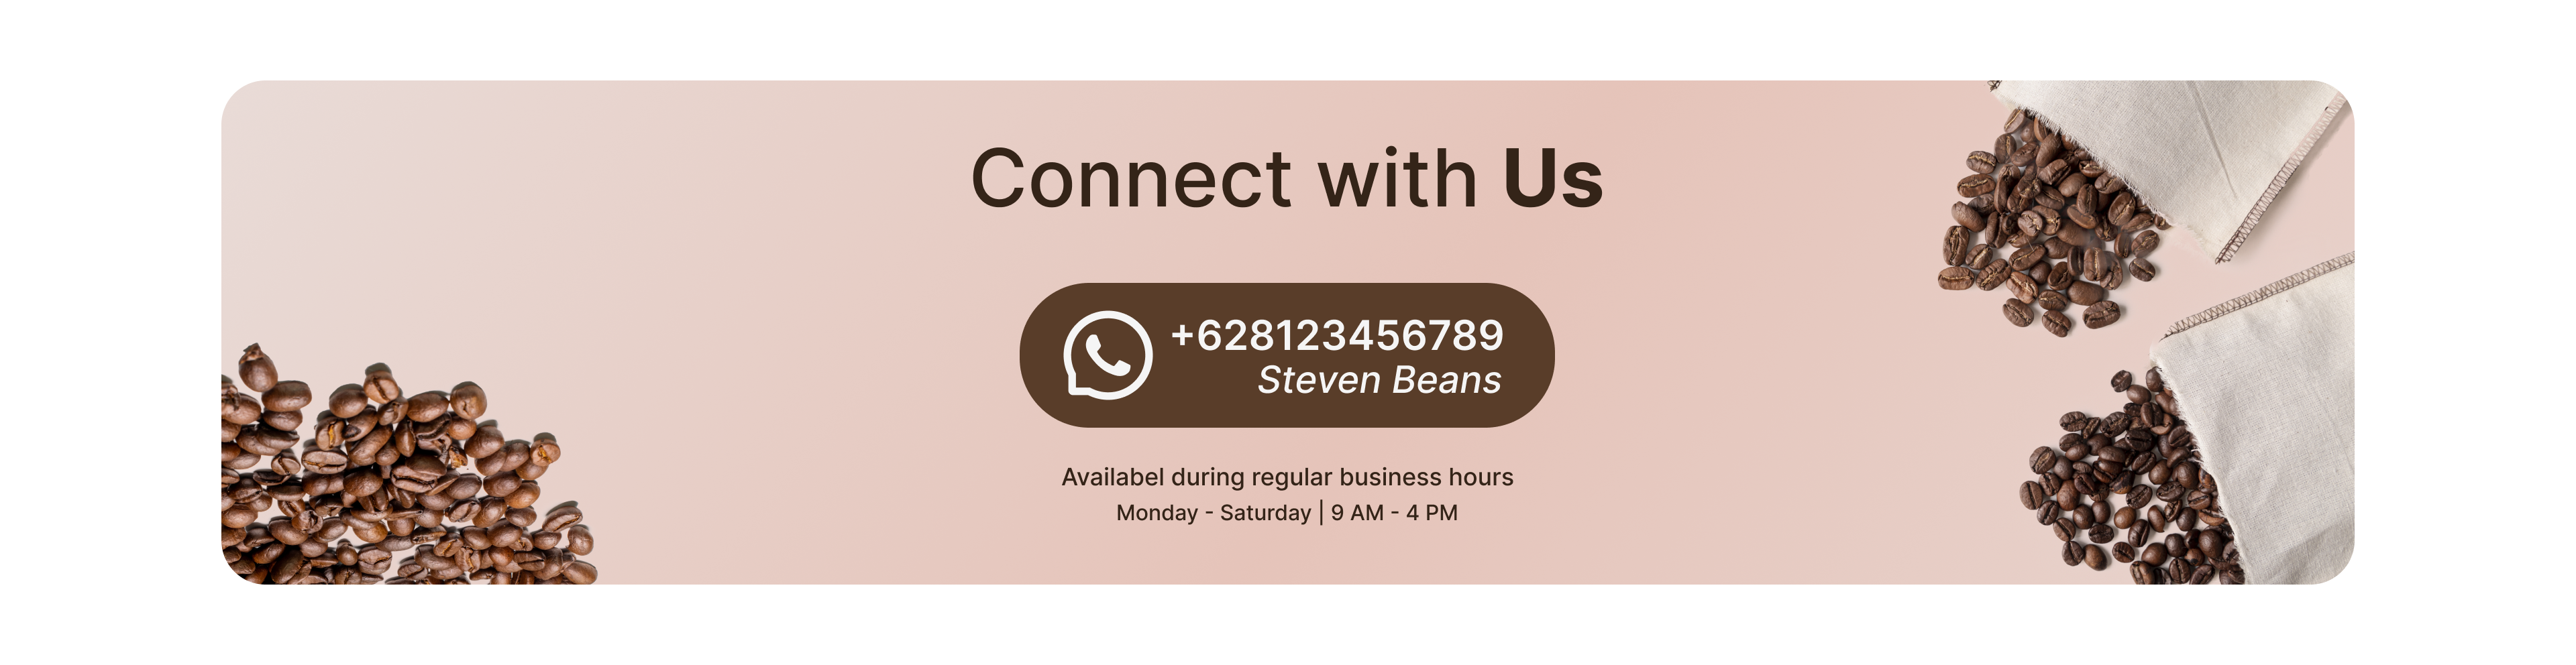 Connect with Us
+628123456789
Steven Beans
Availabel during regular business hours
Monday - Saturday | 9 AM - 4 PM